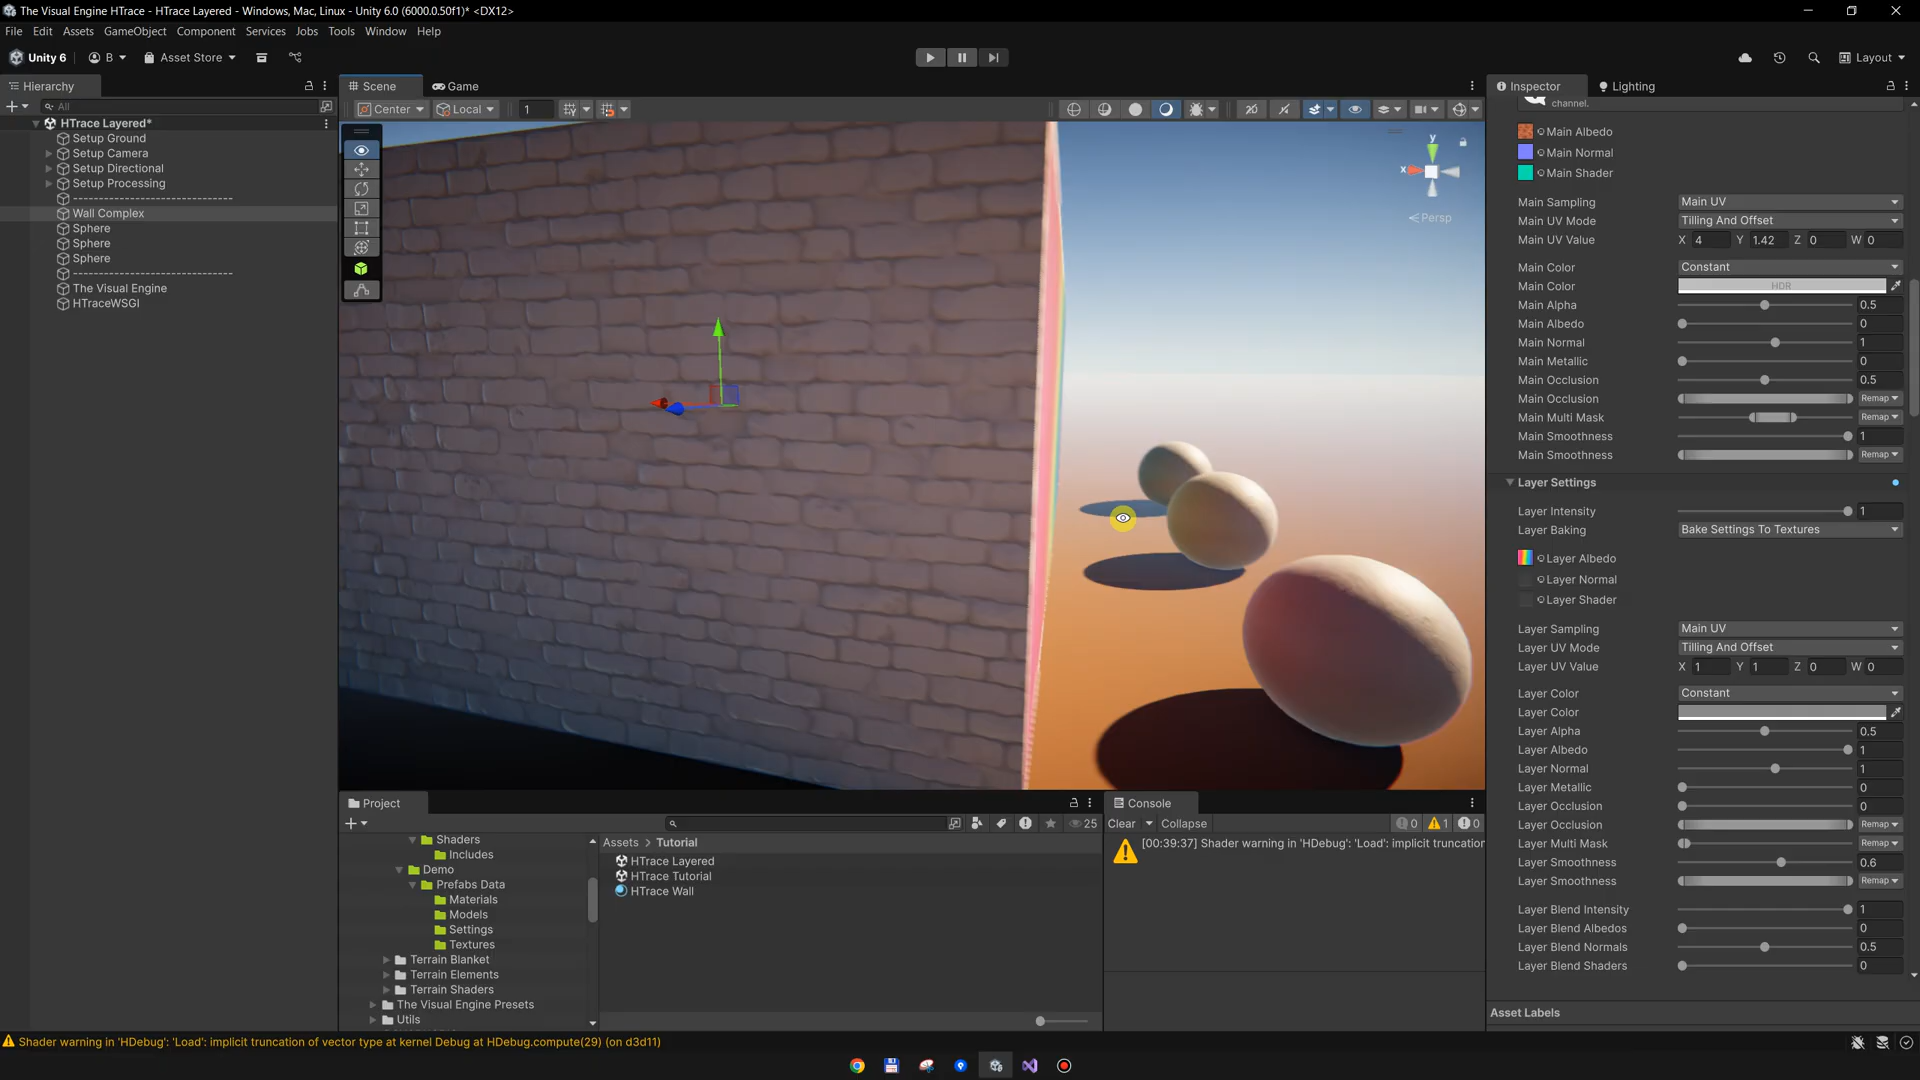 The Visual Engine HTrace - HTrace Layered - Windows, Mac, Linux - Unity 6.0 (6000.0.50f1)* <DX12>
File Edit Assets GameObject Component Services Jobs Tools Window Help
Unity 6 B Asset Store Layout
Hierarchy
All
HTrace Layered*
Setup Ground
Setup Camera
Setup Directional
Setup Processing
--------------------------------
Wall Complex
Sphere
Sphere
Sphere
--------------------------------
The Visual Engine
HTraceWSGI
Scene Game
Center Local 1
y
x
Persp
Project
Shaders
Includes
Demo
Prefabs Data
Materials
Models
Settings
Textures
Terrain Blanket
Terrain Elements
Terrain Shaders
The Visual Engine Presets
Utils
25
Assets > Tutorial
HTrace Layered
HTrace Tutorial
HTrace Wall
Console
Clear Collapse 0 1 0
[00:39:37] Shader warning in 'HDebug': 'Load': implicit truncation
Inspector Lighting
channel.
Main Albedo
Main Normal
Main Shader
Main Sampling Main UV
Main UV Mode Tilling And Offset
Main UV Value X 4 Y 1.42 Z 0 W 0
Main Color Constant
Main Color HDR
Main Alpha 0.5
Main Albedo 0
Main Normal 1
Main Metallic 0
Main Occlusion 0.5
Main Occlusion Remap
Main Multi Mask Remap
Main Smoothness 1
Main Smoothness Remap
Layer Settings
Layer Intensity 1
Layer Baking Bake Settings To Textures
Layer Albedo
Layer Normal
Layer Shader
Layer Sampling Main UV
Layer UV Mode Tilling And Offset
Layer UV Value X 1 Y 1 Z 0 W 0
Layer Color Constant
Layer Color
Layer Alpha 0.5
Layer Albedo 1
Layer Normal 1
Layer Metallic 0
Layer Occlusion 0
Layer Occlusion Remap
Layer Multi Mask Remap
Layer Smoothness 0.6
Layer Smoothness Remap
Layer Blend Intensity 1
Layer Blend Albedos 0
Layer Blend Normals 0.5
Layer Blend Shaders 0
Asset Labels
Shader warning in 'HDebug': 'Load': implicit truncation of vector type at kernel Debug at HDebug.compute(29) (on d3d11)